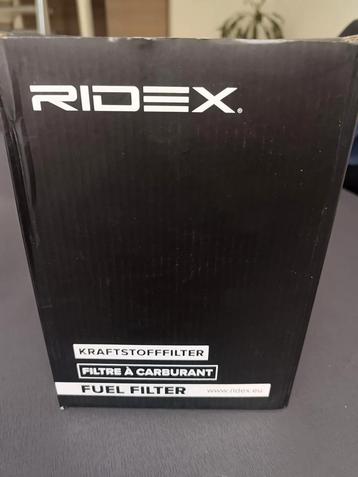 RIDEX®
KRAFTSTOFFFILTER
FILTRE À CARBURANT
FUEL FILTER www.ridex.eu